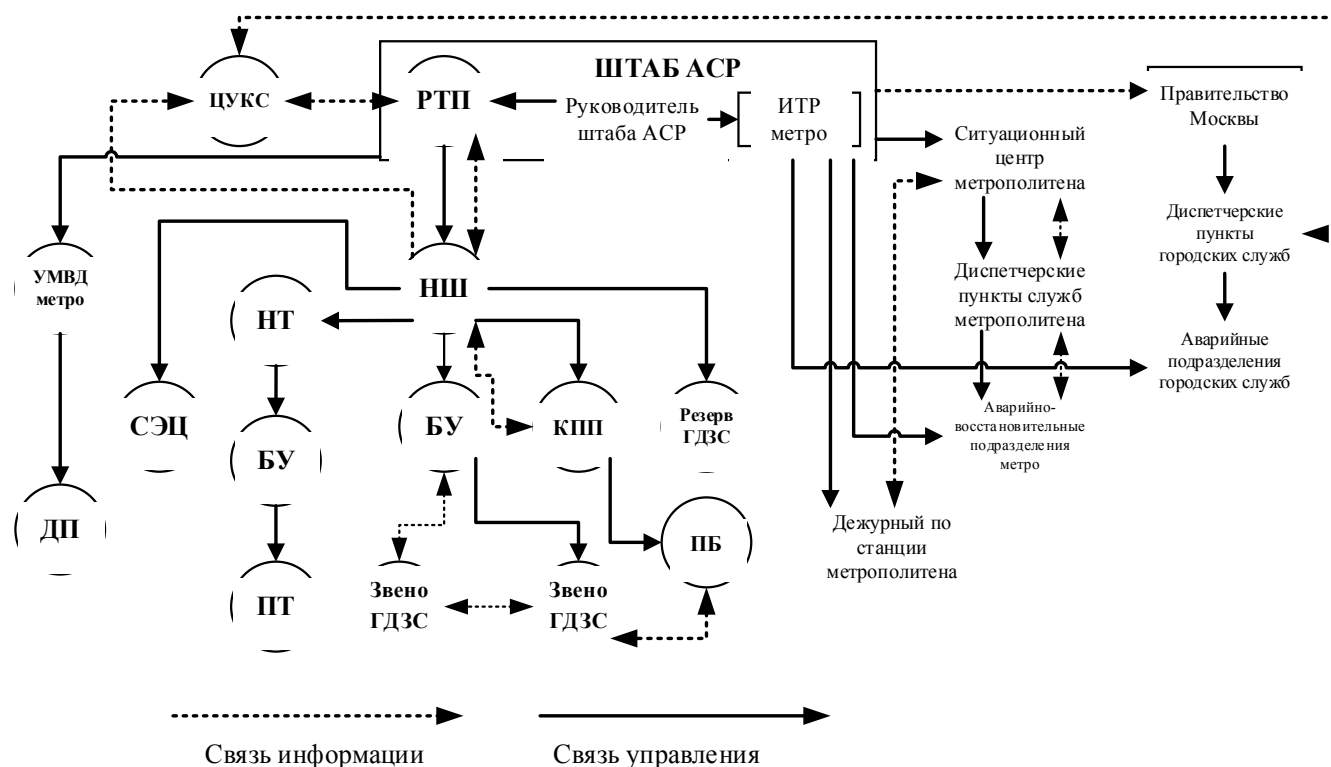 ШТАБ АСР
ЦУКС
РТП
Руководитель
штаба АСР
ИТР
метро
Правительство
Москвы
Ситуационный
центр
метрополитена
Диспетчерские
пункты
городских служб
УМВД
метро
НШ
НТ
Диспетчерские
пункты служб
метрополитена
Аварийные
подразделения
городских служб
СЭЦ
БУ
БУ
КПП
Резерв
ГДЗС
Аварийно-
восстановительные
подразделения
метро
ДП
ПБ
Дежурный по
станции
метрополитена
ПТ
Звено
ГДЗС
Звено
ГДЗС
Связь информации
Связь управления